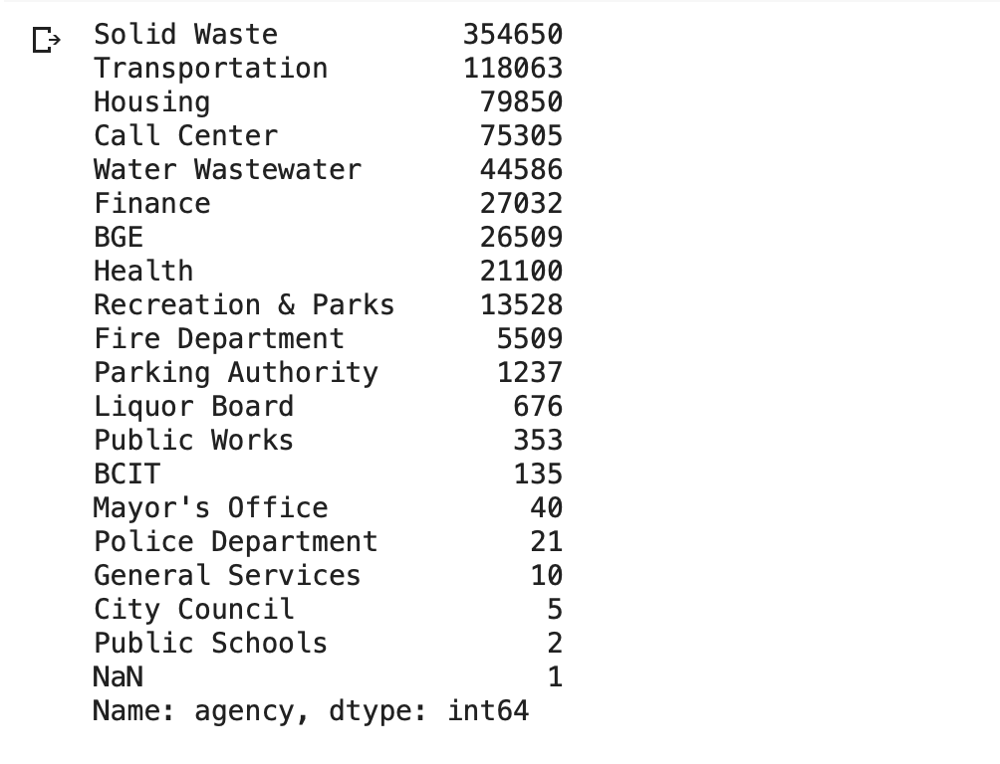 Solid Waste 354650
Transportation 118063
Housing 79850
Call Center 75305
Water Wastewater 44586
Finance 27032
BGE 26509
Health 21100
Recreation & Parks 13528
Fire Department 5509
Parking Authority 1237
Liquor Board 676
Public Works 353
BCIT 135
Mayor's Office 40
Police Department 21
General Services 10
City Council 5
Public Schools 2
NaN 1
Name: agency, dtype: int64